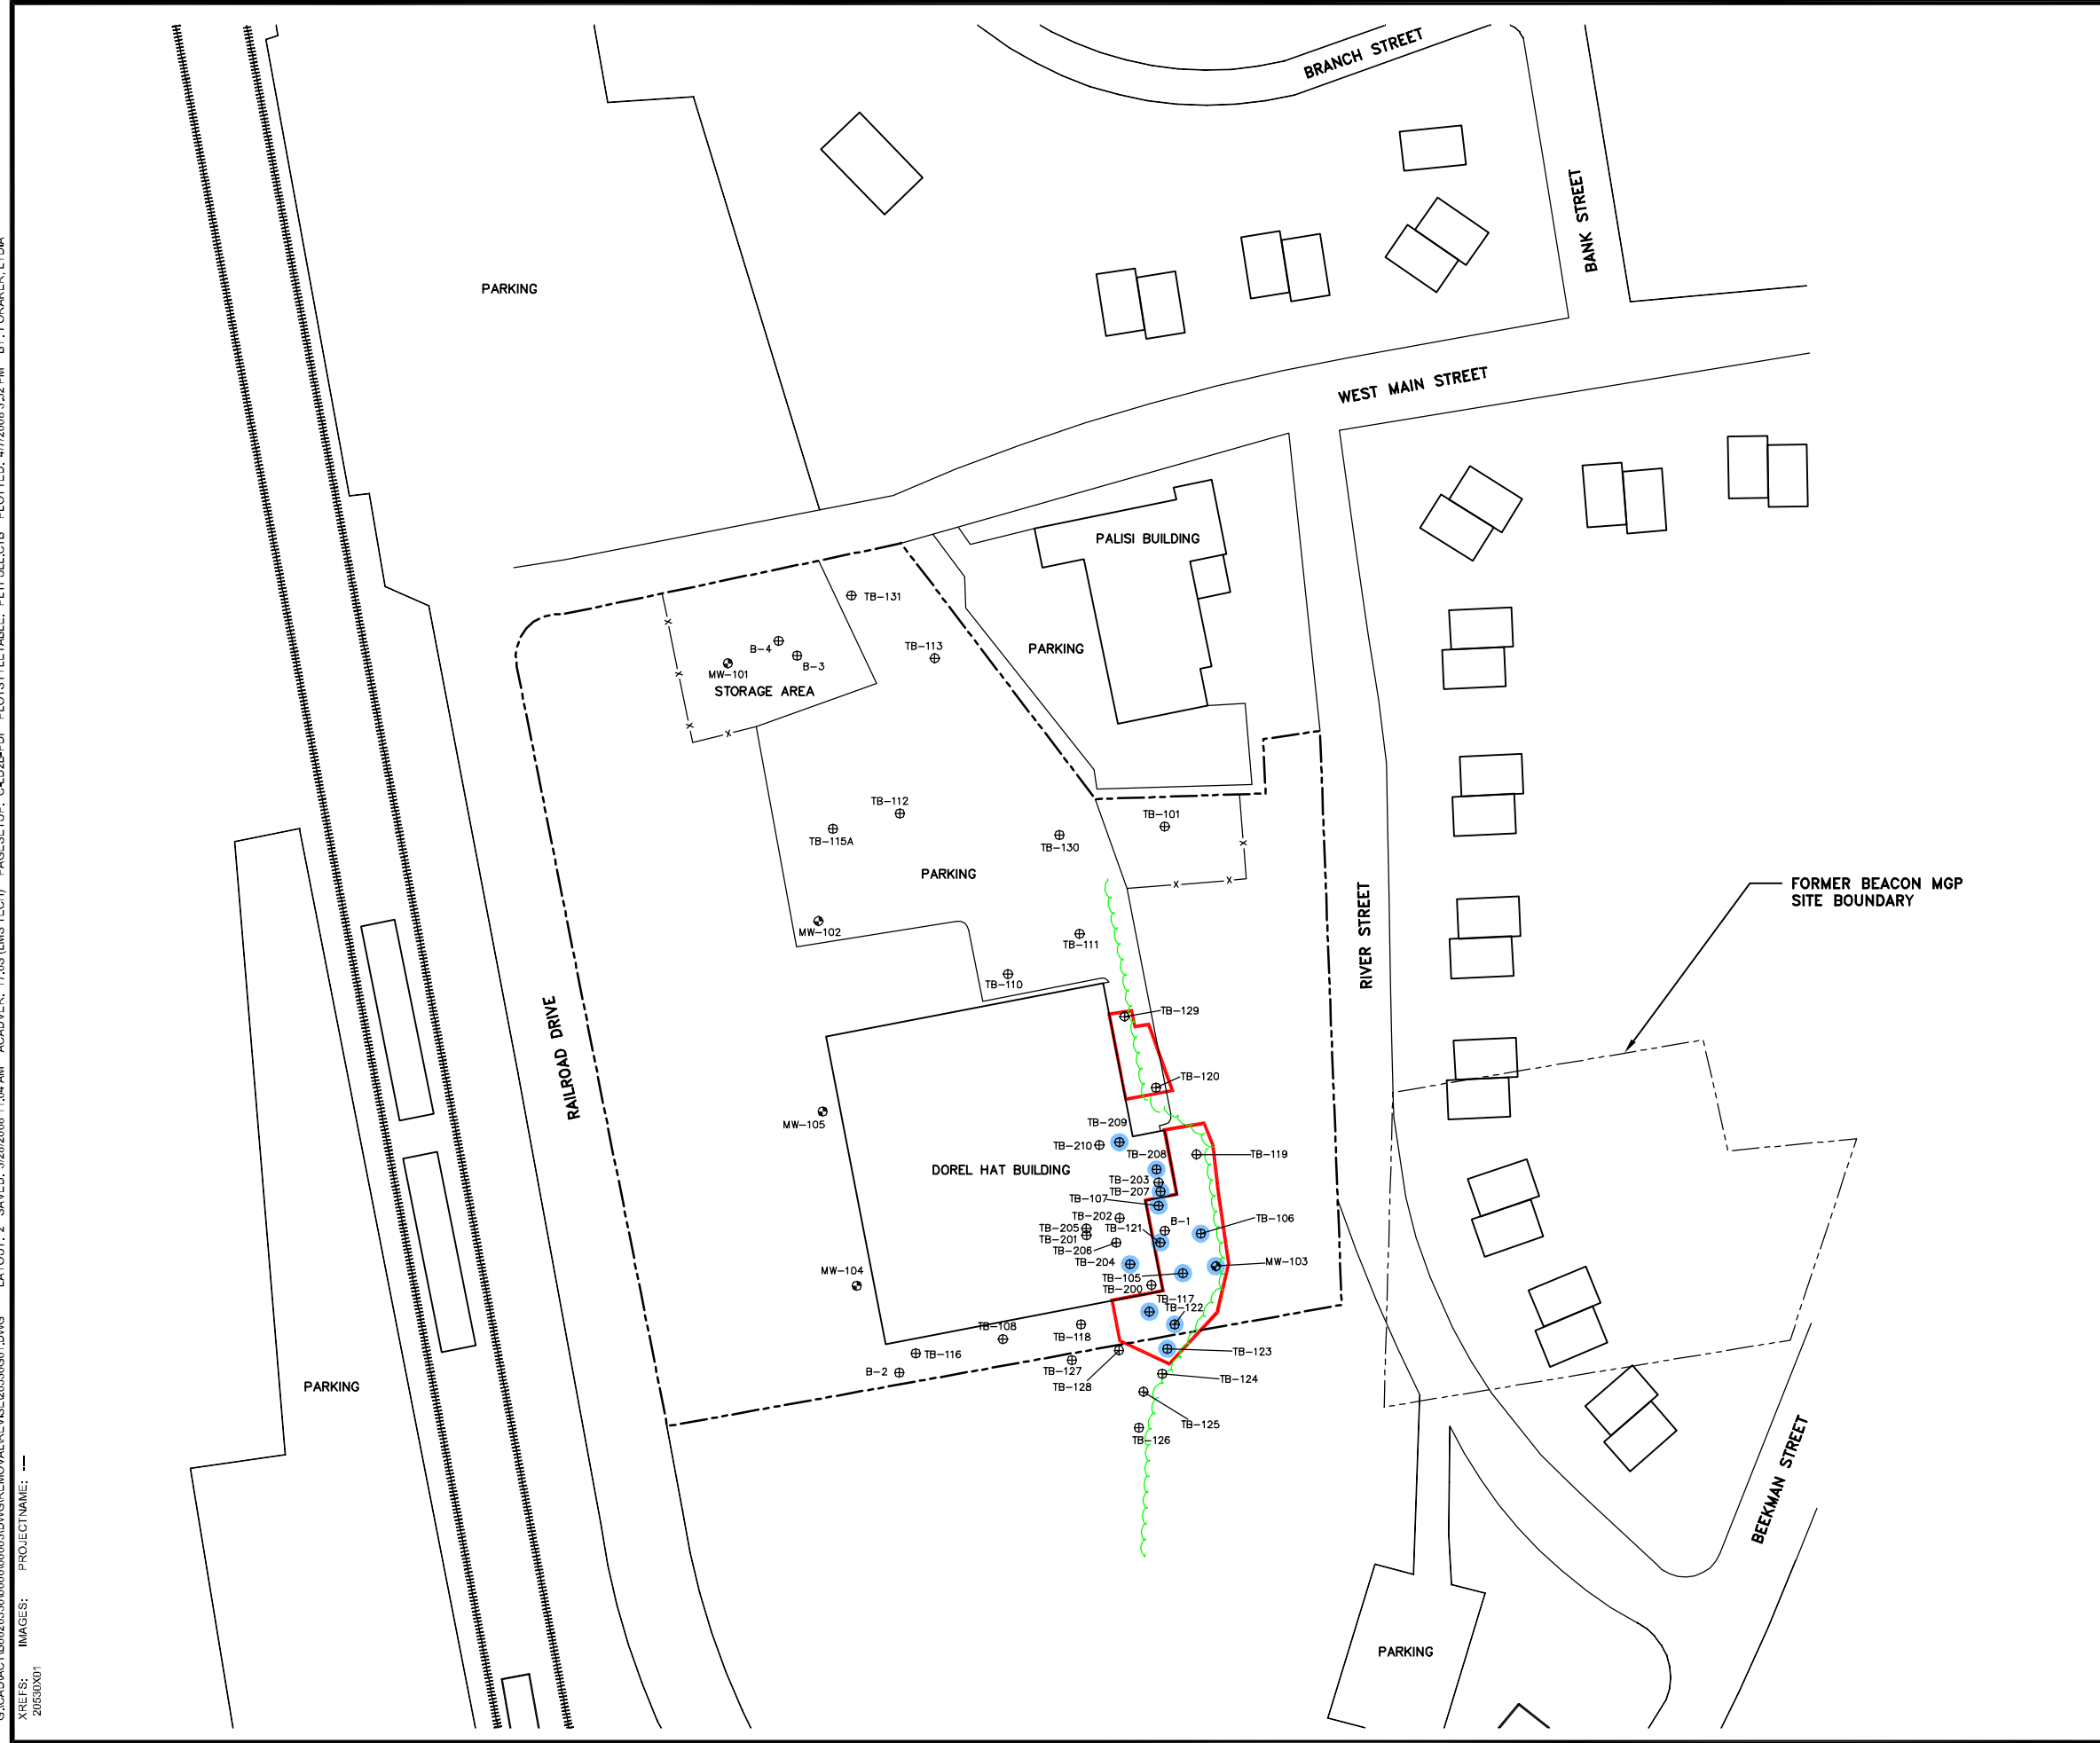 BRANCH STREET
BANK STREET
PARKING
WEST MAIN STREET
PALISI BUILDING
TB-131
B-4
B-3
TB-113
PARKING
MW-101
STORAGE AREA
TB-112
TB-101
TB-115A
TB-130
PARKING
FORMER BEACON MGP
SITE BOUNDARY
RIVER STREET
MW-102
TB-111
TB-110
RAILROAD DRIVE
TB-129
TB-120
MW-105
TB-209
TB-210
TB-208
TB-119
DOREL HAT BUILDING
TB-203
TB-207
TB-107
TB-202
B-1
TB-106
TB-205
TB-121
TB-201
TB-206
TB-204
MW-103
MW-104
TB-105
TB-200
TB-117
TB-122
TB-108
TB-118
TB-116
TB-123
B-2
TB-127
TB-128
TB-124
PARKING
TB-125
TB-126
BEEKMAN STREET
PARKING
XREFS: IMAGES: PROJECTNAME: ----
20530X01